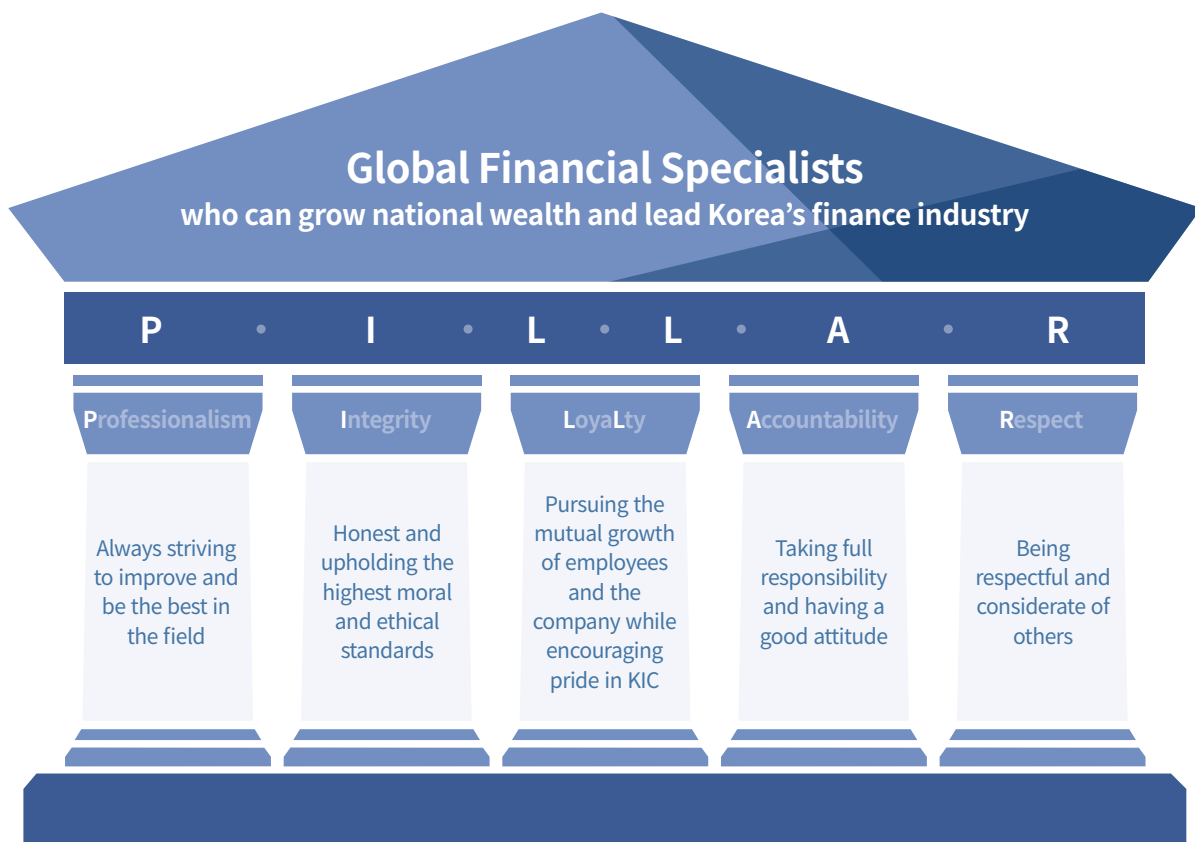 Global Financial Specialists
who can grow national wealth and lead Korea’s finance industry
P • I • L • L • A • R
Professionalism
Always striving
to improve and
be the best in
the field
Integrity
Honest and
upholding the
highest moral
and ethical
standards
LoyaLty
Pursuing the
mutual growth
of employees
and the
company while
encouraging
pride in KIC
Accountability
Taking full
responsibility
and having a
good attitude
Respect
Being
respectful and
considerate of
others